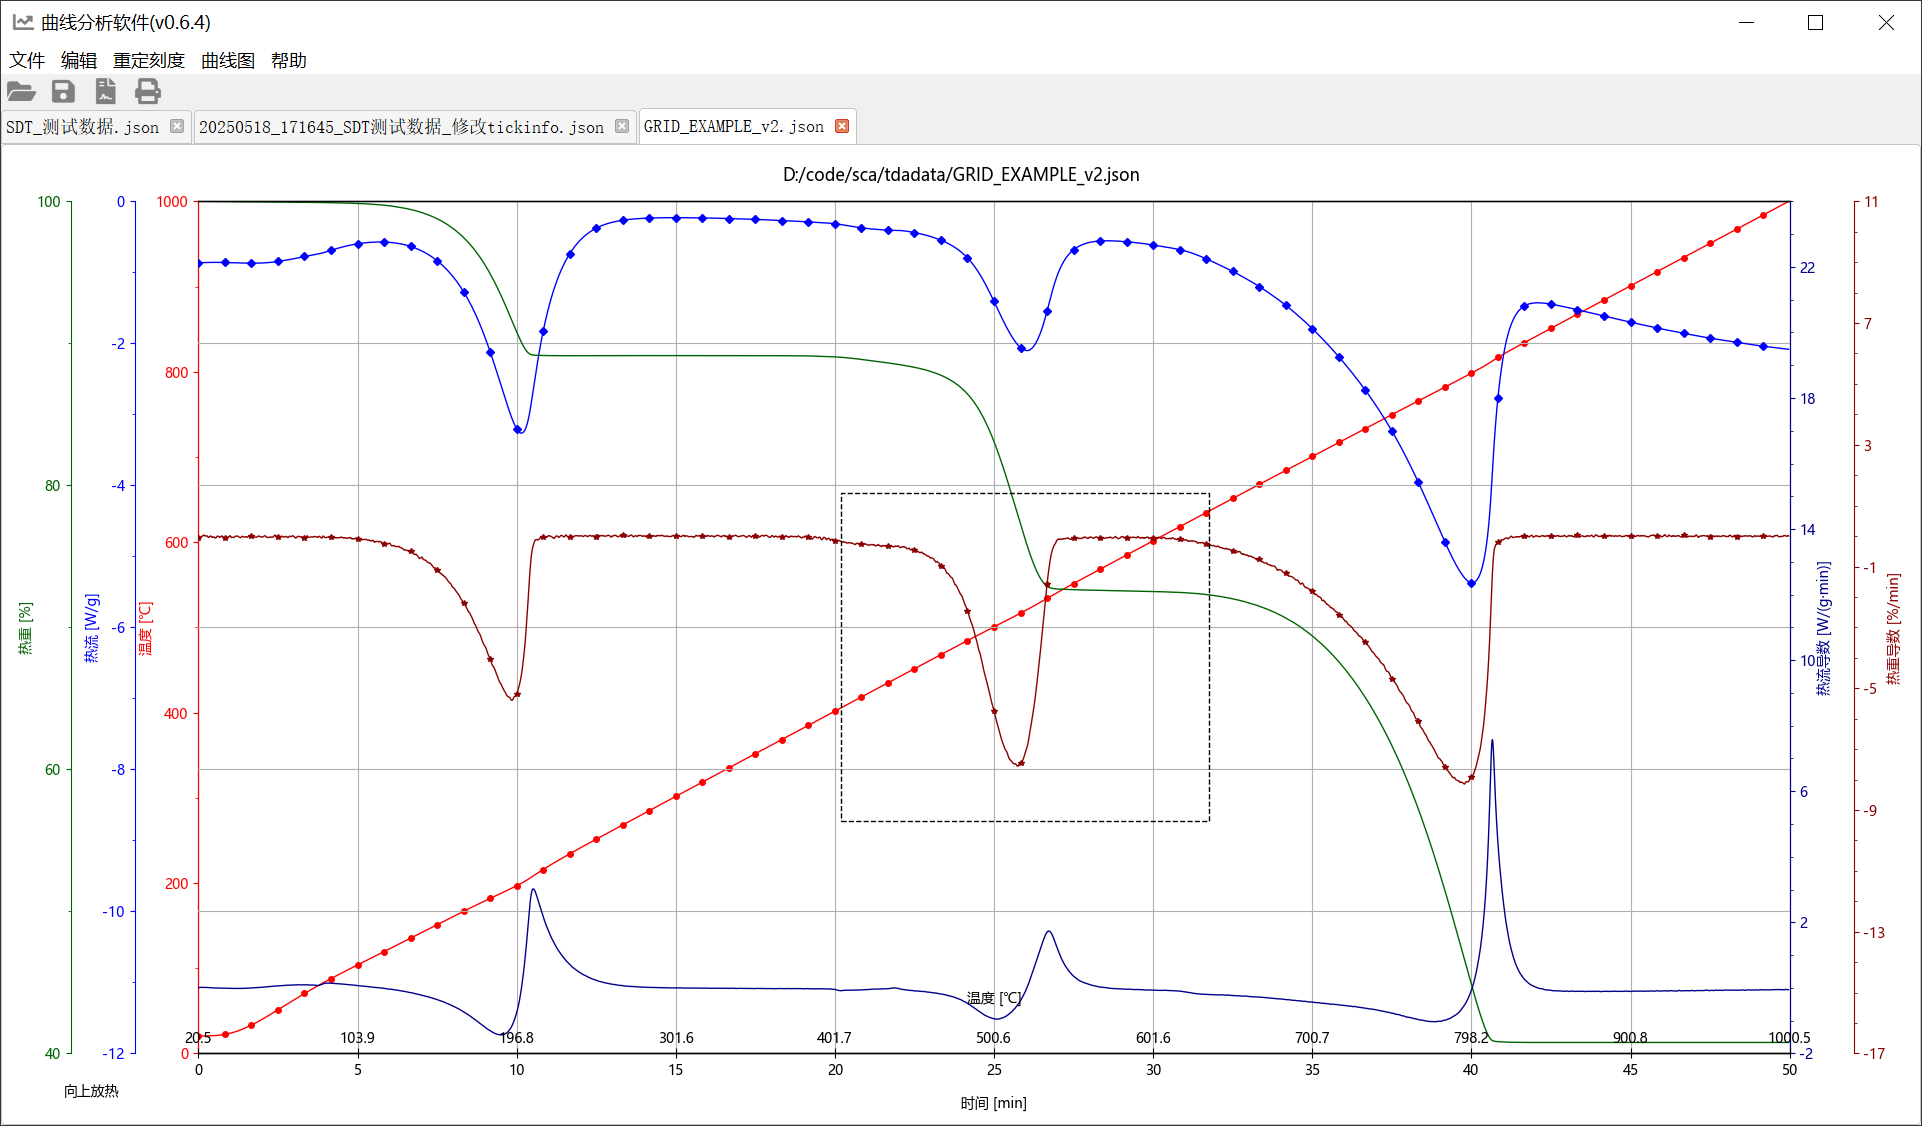 曲线分析软件(v0.6.4)
文件 编辑 重定刻度 曲线图 帮助
SDT_测试数据.json 20250518_171645_SDT测试数据_修改tickinfo.json GRID_EXAMPLE_v2.json
D:/code/sca/tdadata/GRID_EXAMPLE_v2.json
100
80
60
40
热重 [%]
0
-2
-4
-6
-8
-10
-12
热流 [W/g]
1000
800
600
400
200
0
温度 [℃]
22
18
14
10
6
2
-2
热流导数 [W/(g·min)]
11
7
3
-1
-5
-9
-13
-17
热重导数 [%/min]
温度 [℃]
20.5 103.9 196.8 301.6 401.7 500.6 601.6 700.7 798.2 900.8 1000.5
0 5 10 15 20 25 30 35 40 45 50
向上放热
时间 [min]